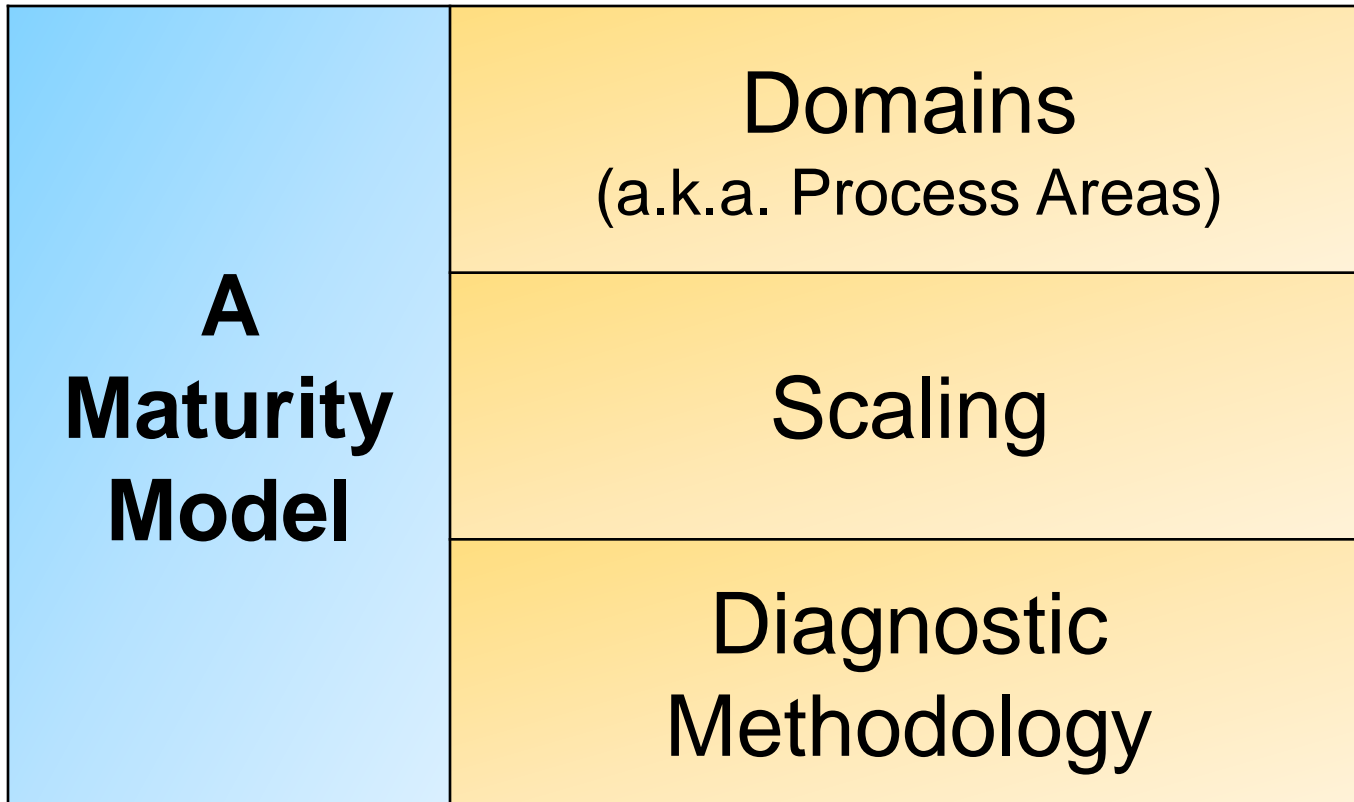 A
Maturity
Model
Domains
(a.k.a. Process Areas)
Scaling
Diagnostic
Methodology